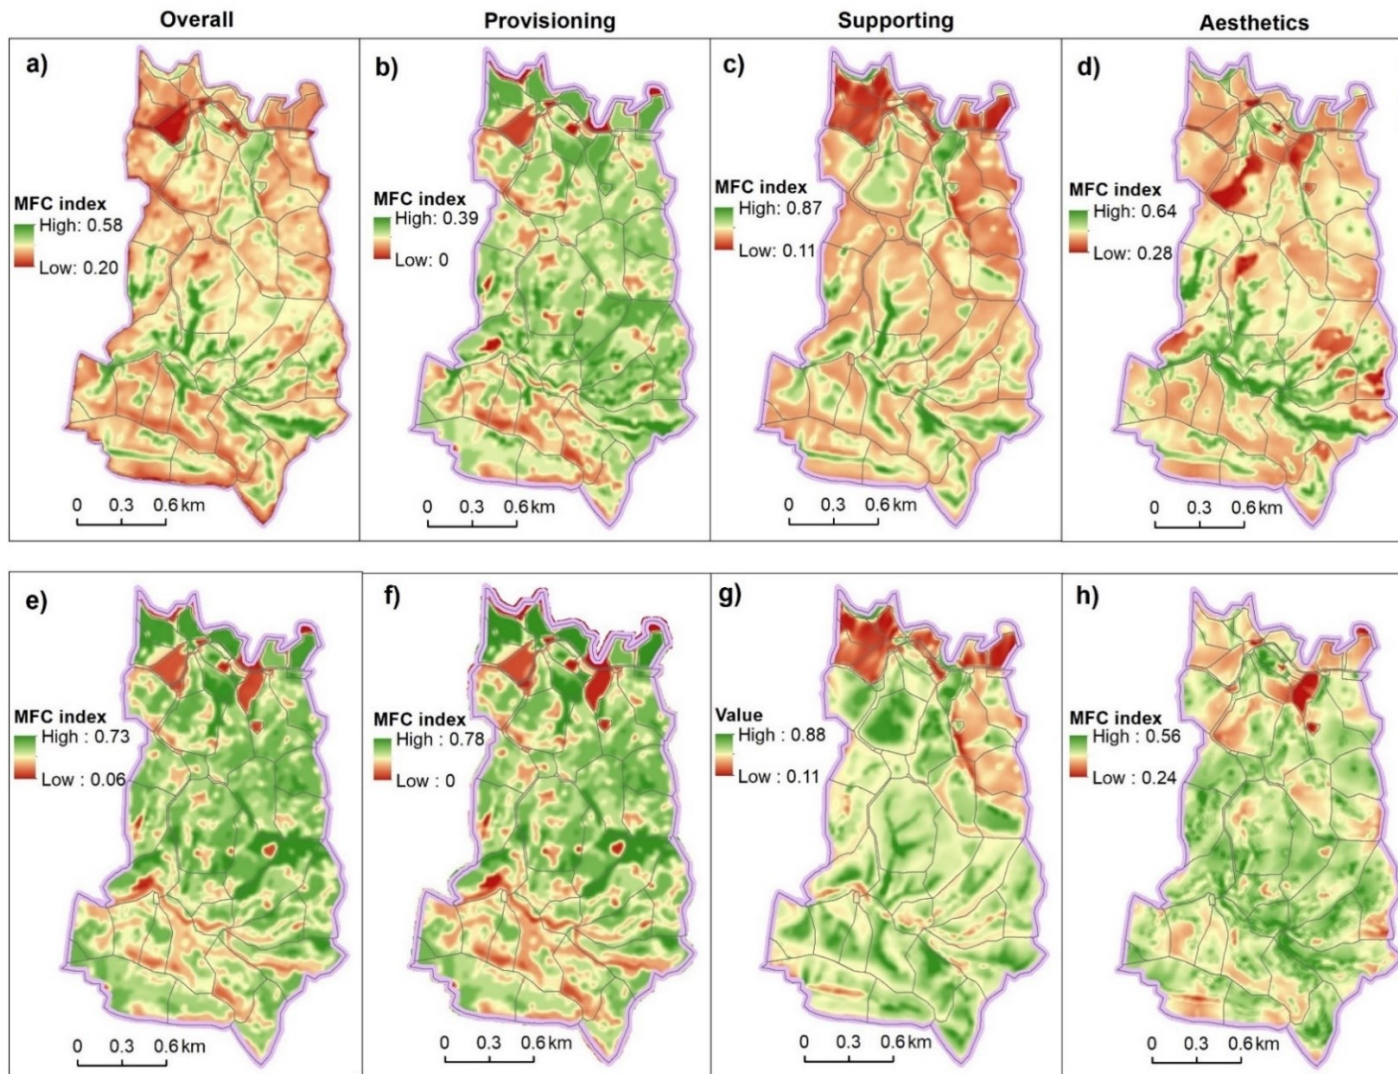 Overall
Provisioning
Supporting
Aesthetics
a)
MFC index
High: 0.58
Low: 0.20
0 0.3 0.6 km
b)
MFC index
High: 0.39
Low: 0
0 0.3 0.6 km
c)
MFC index
High: 0.87
Low: 0.11
0 0.3 0.6 km
d)
MFC index
High: 0.64
Low: 0.28
0 0.3 0.6 km
e)
MFC index
High : 0.73
Low : 0.06
0 0.3 0.6 km
f)
MFC index
High : 0.78
Low : 0
0 0.3 0.6 km
g)
Value
High : 0.88
Low : 0.11
0 0.3 0.6 km
h)
MFC index
High : 0.56
Low : 0.24
0 0.3 0.6 km